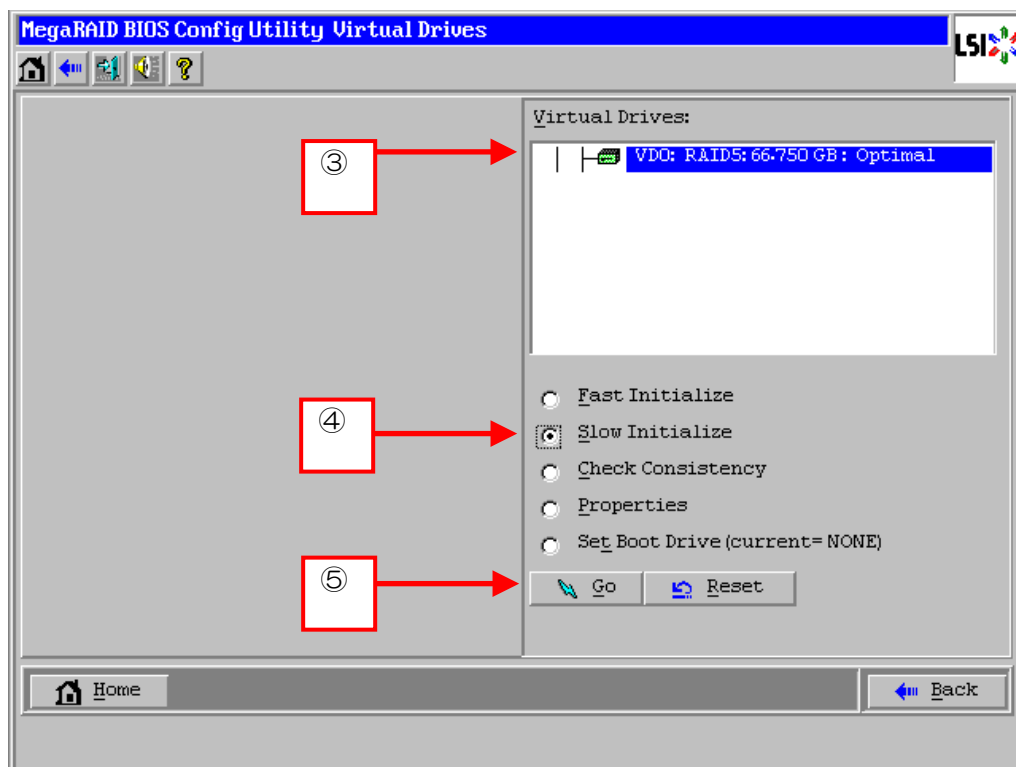 MegaRAID BIOS Config Utility Virtual Drives
LSI
Virtual Drives:
③
VD0: RAID5: 66.750 GB: Optimal
Fast Initialize
④
Slow Initialize
Check Consistency
Properties
Set Boot Drive (current= NONE)
⑤
Go
Reset
Home
Back